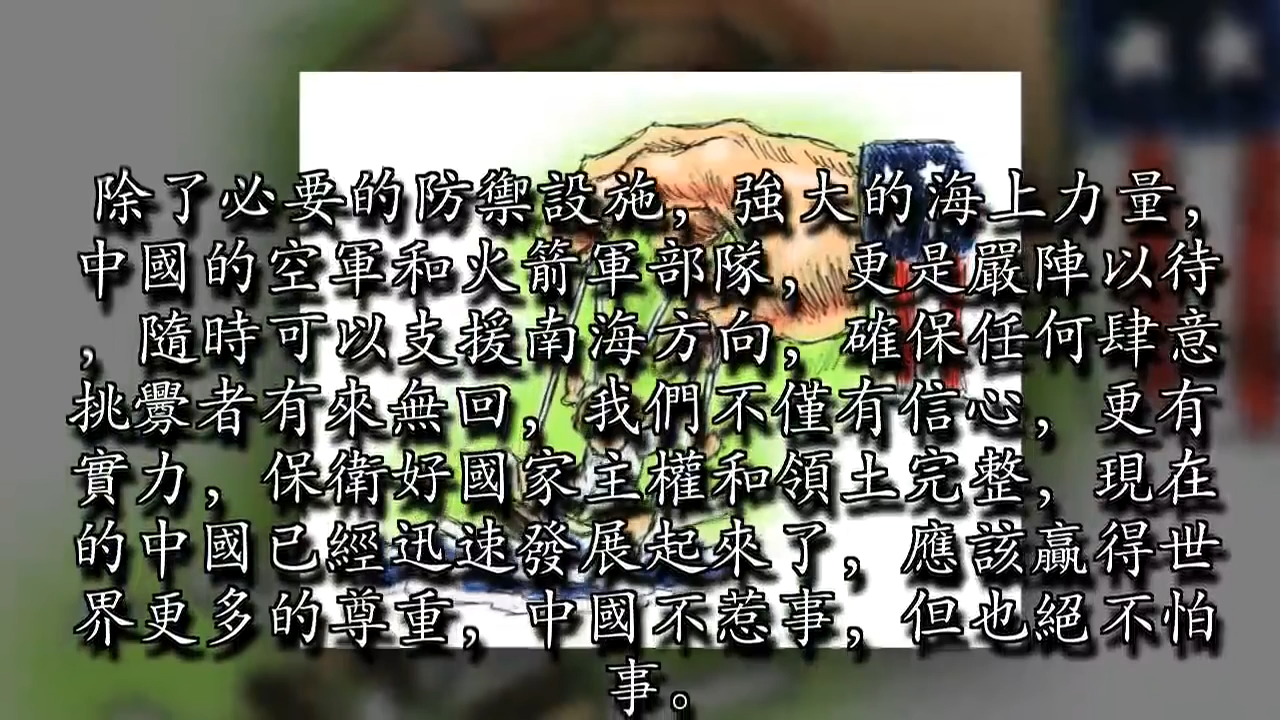 除了必要的防禦設施，強大的海上力量，
中國的空軍和火箭軍部隊，更是嚴陣以待
，隨時可以支援南海方向，確保任何肆意
挑釁者有來無回，我們不僅有信心，更有
實力，保衛好國家主權和領土完整，現在
的中國已經迅速發展起來了，應該贏得世
界更多的尊重，中國不惹事，但也絕不怕
事。